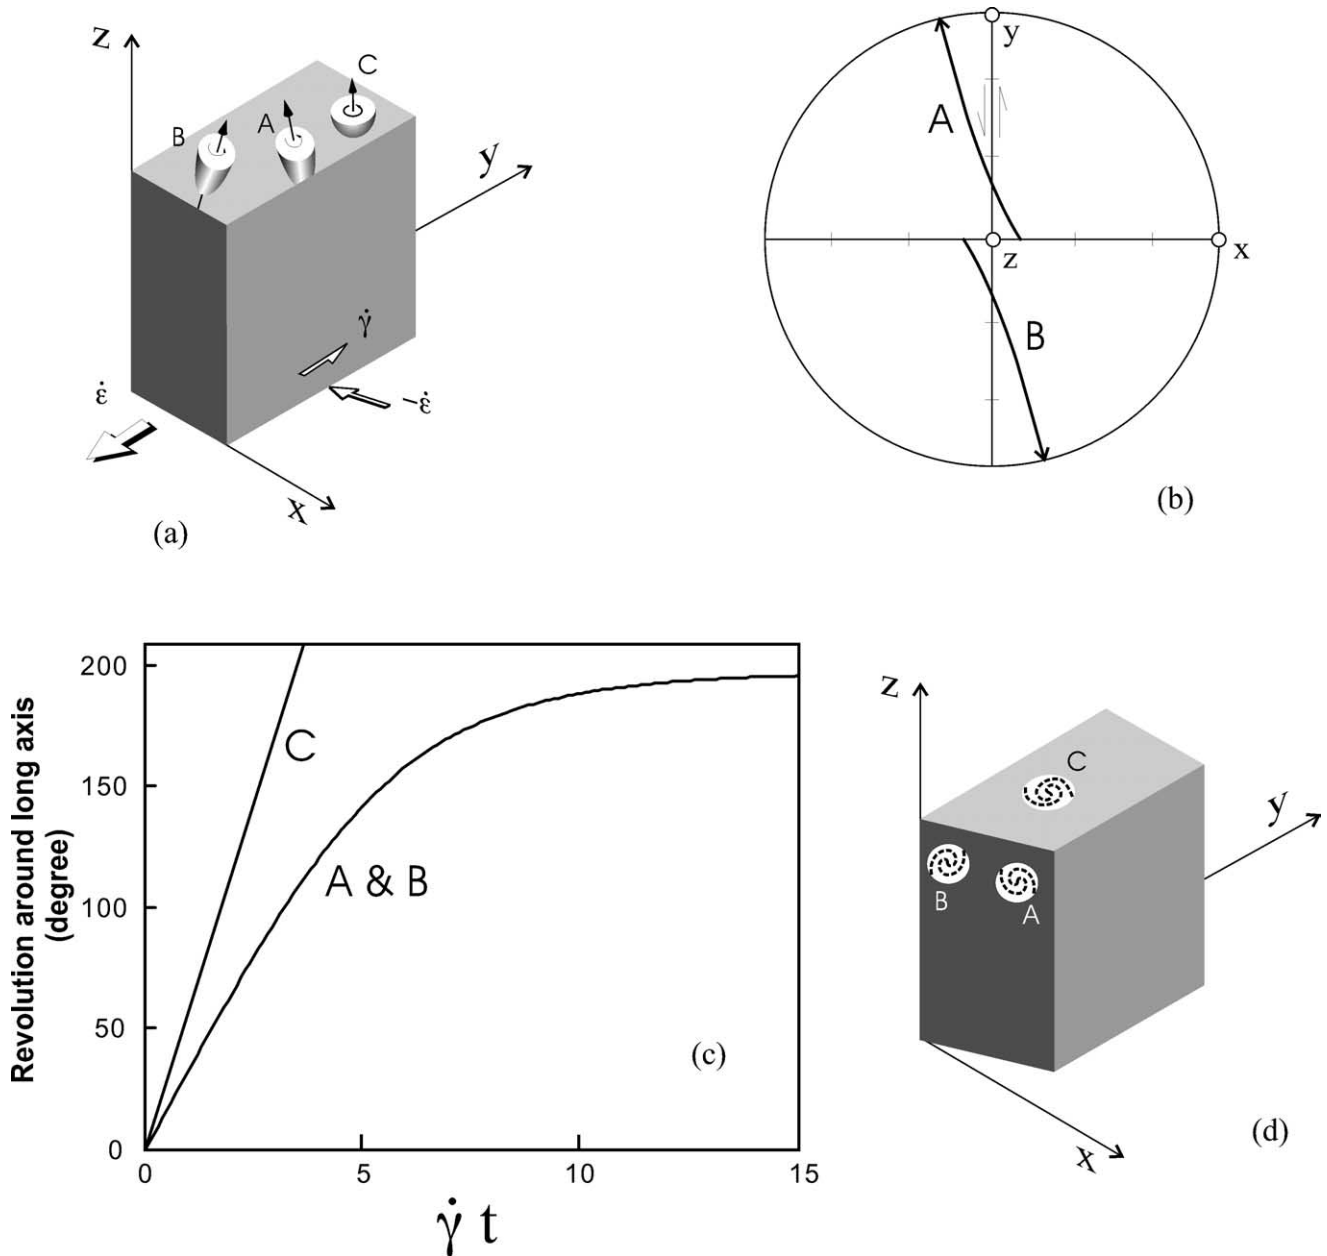 z
C
B
A
y
γ̇
ε̇
−ε̇
x
(a)
y
A
z
x
B
(b)
Revolution around long axis
(degree)
200
150
100
50
0
C
A & B
(c)
0
5
10
15
γ̇ t
z
C
y
B
A
x
(d)